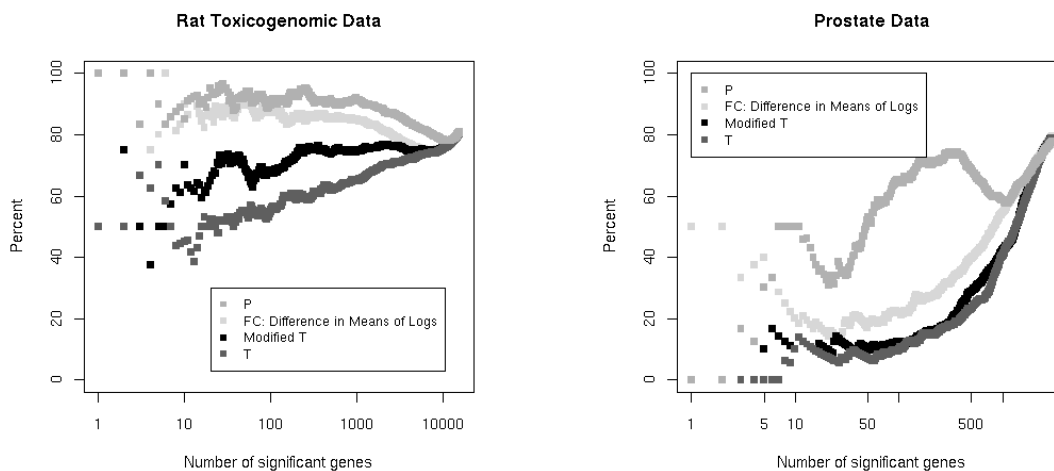 Rat Toxicogenomic Data
Percent
0
20
40
60
80
100
P
FC: Difference in Means of Logs
Modified T
T
1
10
100
1000
10000
Number of significant genes
Prostate Data
Percent
0
20
40
60
80
100
P
FC: Difference in Means of Logs
Modified T
T
1
5
10
50
500
Number of significant genes